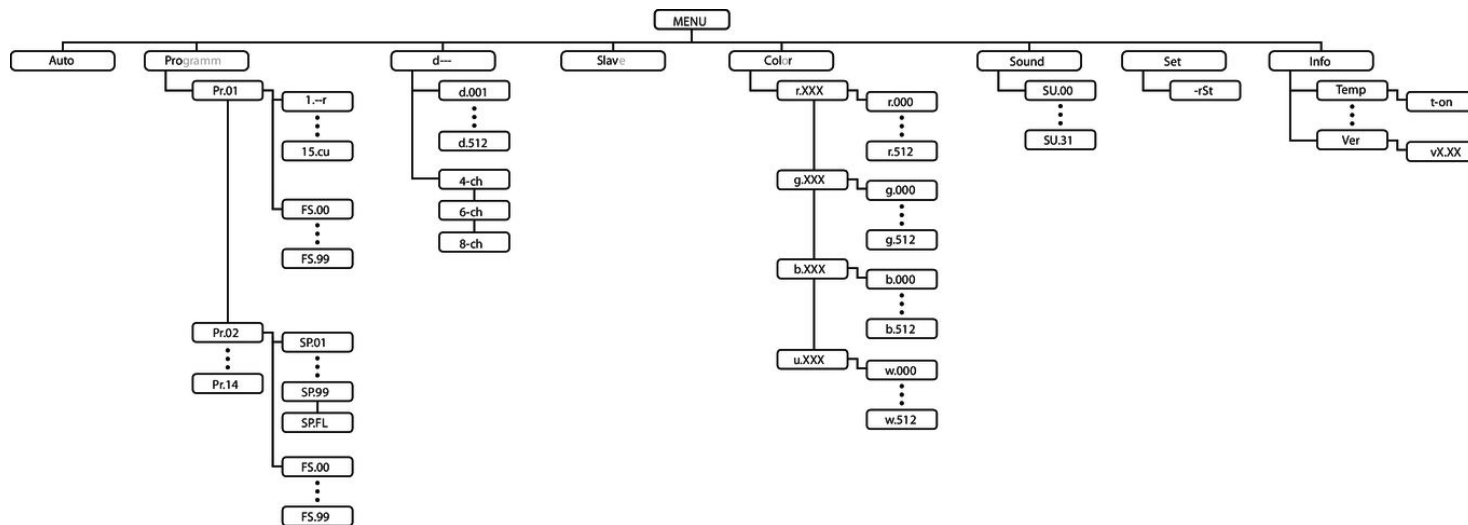 MENU
Auto
Programm
d---
Slave
Color
Sound
Set
Info
Pr.01
1.--r
15.cu
FS.00
FS.99
Pr.02
Pr.14
SP.01
SP.99
SP.FL
FS.00
FS.99
d.001
d.512
4-ch
6-ch
8-ch
r.XXX
r.000
r.512
g.XXX
g.000
g.512
b.XXX
b.000
b.512
u.XXX
w.000
w.512
SU.00
SU.31
-rSt
Temp
t-on
Ver
vX.XX